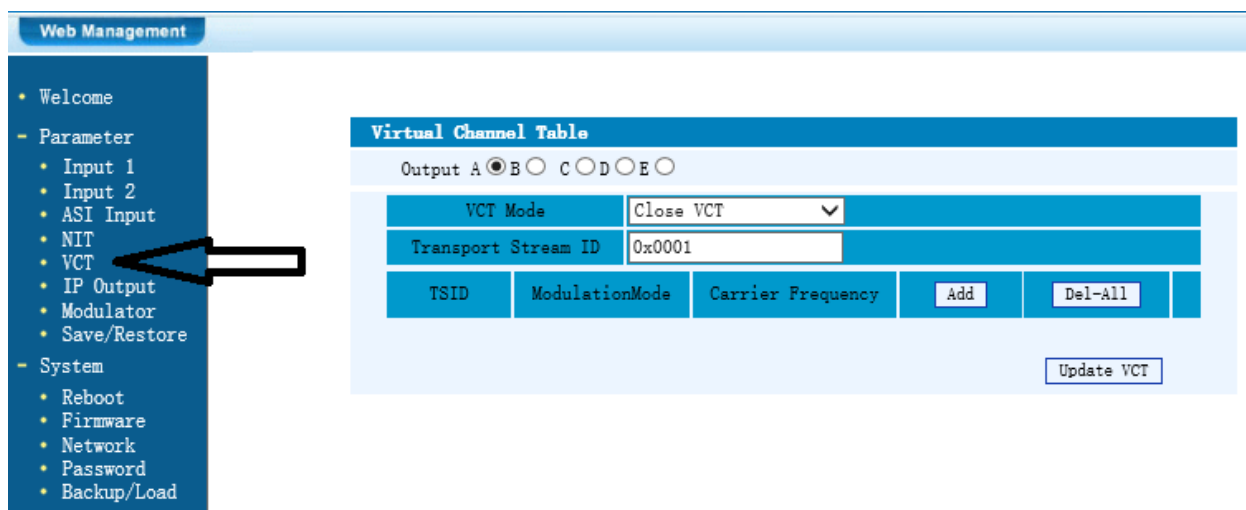 Web Management
Welcome
Parameter
Input 1
Input 2
ASI Input
NIT
VCT
IP Output
Modulator
Save/Restore
System
Reboot
Firmware
Network
Password
Backup/Load
Virtual Channel Table
Output A B C D E
VCT Mode Close VCT
Transport Stream ID 0x0001
TSID ModulationMode Carrier Frequency Add Del-All
Update VCT